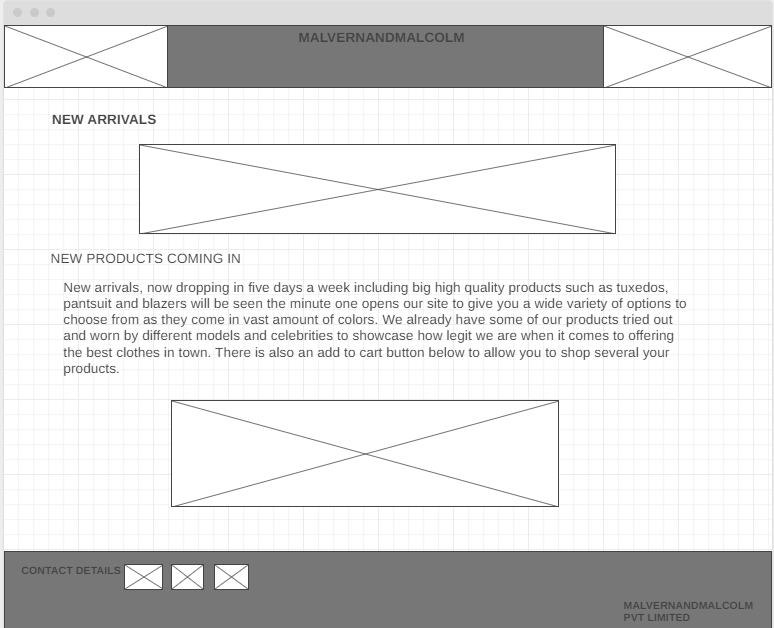 MALVERNANDMALCOLM
NEW ARRIVALS
NEW PRODUCTS COMING IN
New arrivals, now dropping in five days a week including big high quality products such as tuxedos,
pantsuit and blazers will be seen the minute one opens our site to give you a wide variety of options to
choose from as they come in vast amount of colors. We already have some of our products tried out
and worn by different models and celebrities to showcase how legit we are when it comes to offering
the best clothes in town. There is also an add to cart button below to allow you to shop several your
products.
CONTACT DETAILS
MALVERNANDMALCOLM
PVT LIMITED